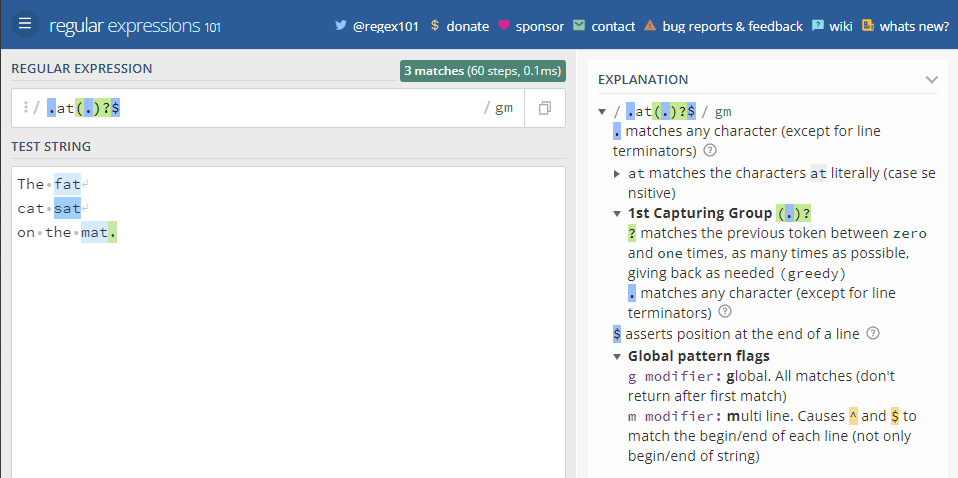 regular expressions 101
@regex101 $ donate sponsor contact bug reports & feedback wiki whats new?
REGULAR EXPRESSION
3 matches (60 steps, 0.1ms)
/ .at(.)?$ / gm
TEST STRING
The·fat↵
cat·sat↵
on·the·mat.
EXPLANATION
/ .at(.)?$ / gm
. matches any character (except for line
terminators)
at matches the characters at literally (case se
nsitive)
1st Capturing Group (.)?
? matches the previous token between zero
and one times, as many times as possible,
giving back as needed (greedy)
. matches any character (except for line
terminators)
$ asserts position at the end of a line
Global pattern flags
g modifier: global. All matches (don't
return after first match)
m modifier: multi line. Causes ^ and $ to
match the begin/end of each line (not only
begin/end of string)